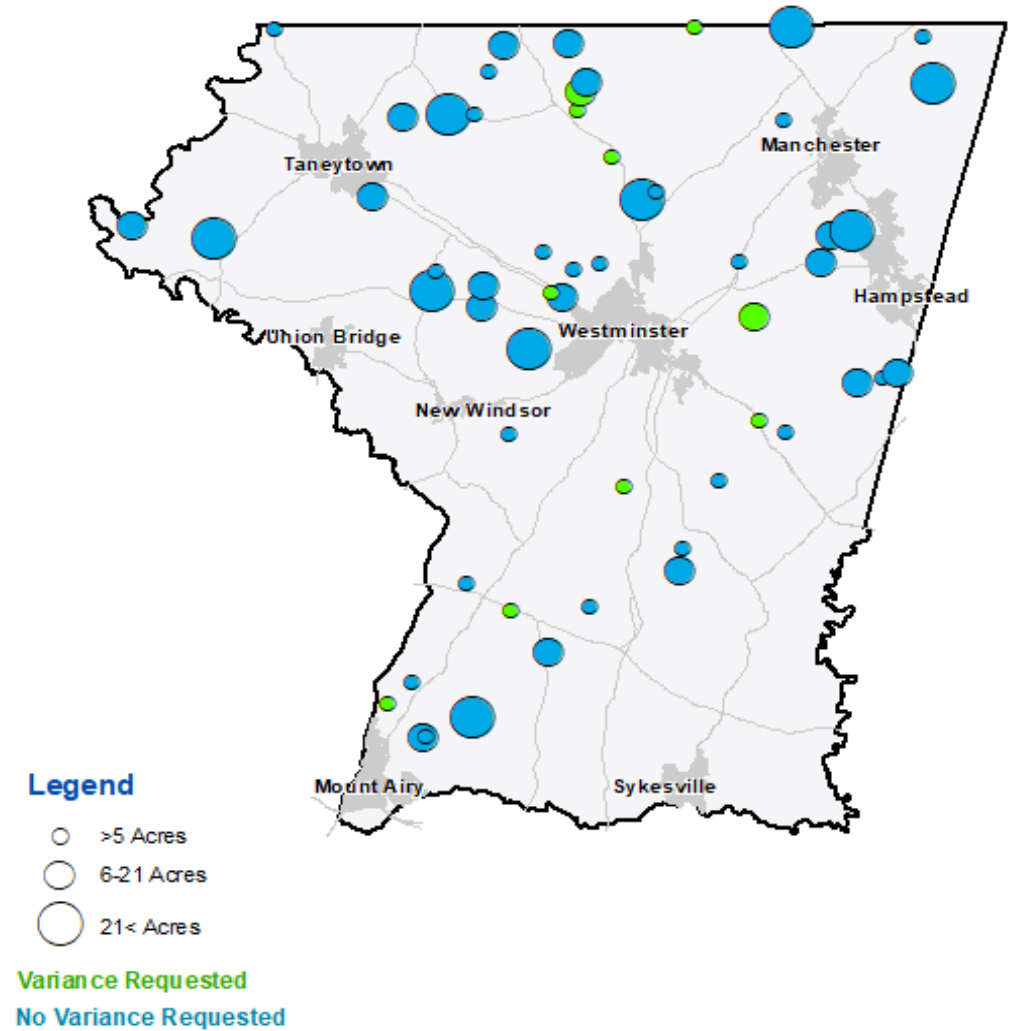 Taneytown
Manchester
Hampstead
Union Bridge
Westminster
New Windsor
Mount Airy
Sykesville
Legend
>5 Acres
6-21 Acres
21< Acres
Variance Requested
No Variance Requested